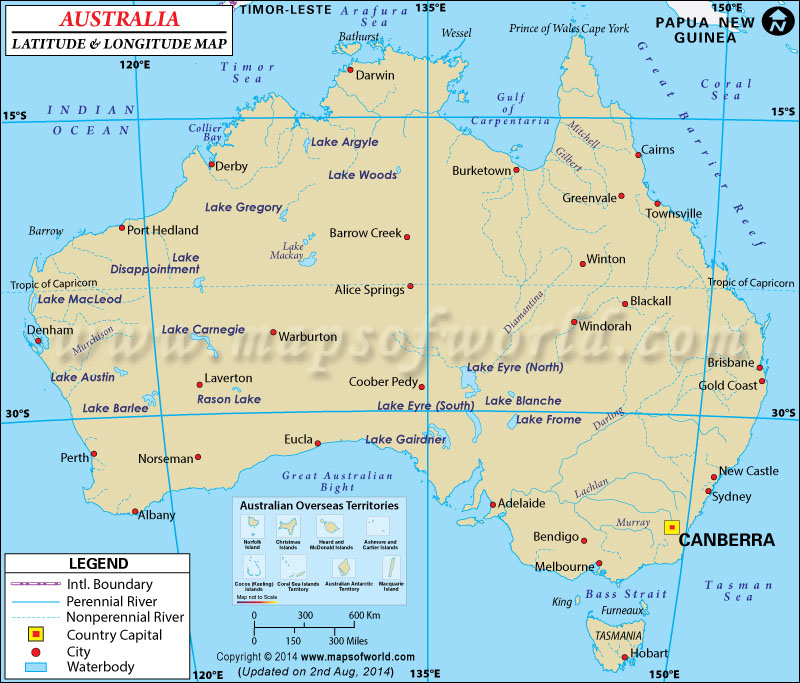 AUSTRALIA
LATITUDE & LONGITUDE MAP
TIMOR-LESTE
Arafura
Sea
135°E
150°E
PAPUA NEW
GUINEA
N
Bathurst
Wessel
Prince of Wales
Cape York
120°E
Timor
Sea
Darwin
Coral
Sea
Great Barrier Reef
INDIAN
OCEAN
15°S
Gulf
of
Carpentaria
15°S
Collier
Bay
Lake Argyle
Mitchell
Gilbert
Cairns
Derby
Lake Woods
Burketown
Greenvale
Townsville
Lake Gregory
Barrow
Port Hedland
Barrow Creek
Lake
Mackay
Lake
Disappointment
Winton
Tropic of Capricorn
Tropic of Capricorn
Alice Springs
Lake MacLeod
Diamantina
Blackall
Denham
Murchison
Lake Carnegie
Warburton
Windorah
www.mapsofworld.com
Brisbane
Lake Eyre (North)
Lake Austin
Laverton
Coober Pedy
Gold Coast
Rason Lake
Lake Barlee
Lake Eyre (South)
Lake Blanche
30°S
Lake Frome
Darling
30°S
Eucla
Lake Gairdner
Perth
Norseman
New Castle
Great Australian
Bight
Lachlan
Sydney
Albany
Adelaide
Murray
CANBERRA
Bendigo
Melbourne
Australian Overseas Territories
Norfolk
Island
Christmas
Islands
Heard and
McDonald Islands
Ashmore and
Cartier Islands
Cocos (Keeling)
Islands
Coral Sea Islands
Territory
Australian Antarctic
Territory
Macquarie
Island
Map not to Scale
LEGEND
Intl. Boundary
Perennial River
Nonperennial River
Country Capital
City
Waterbody
Bass Strait
Tasman
Sea
King
Furneaux
TASMANIA
Hobart
0 300 600 Km
0 150 300 Miles
Copyright © 2014 www.mapsofworld.com
(Updated on 2nd Aug, 2014)
120°E
135°E
150°E